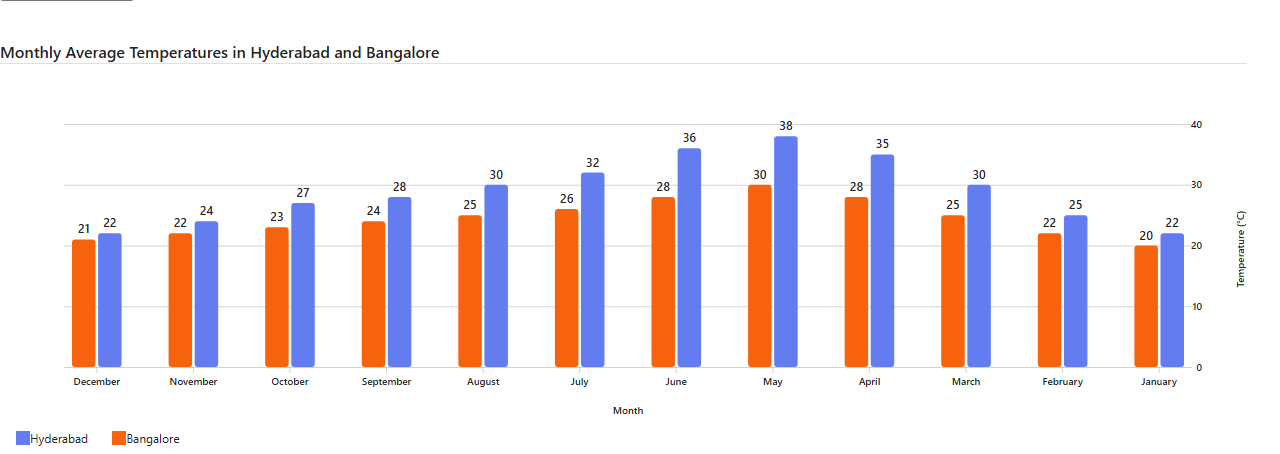 Monthly Average Temperatures in Hyderabad and Bangalore
40
30
20
10
0
Temperature (°C)
21 22 22 24 23 27 24 28 25 30 26 32 28 36 30 38 28 35 25 30 22 25 20 22
December November October September August July June May April March February January
Month
Hyderabad Bangalore